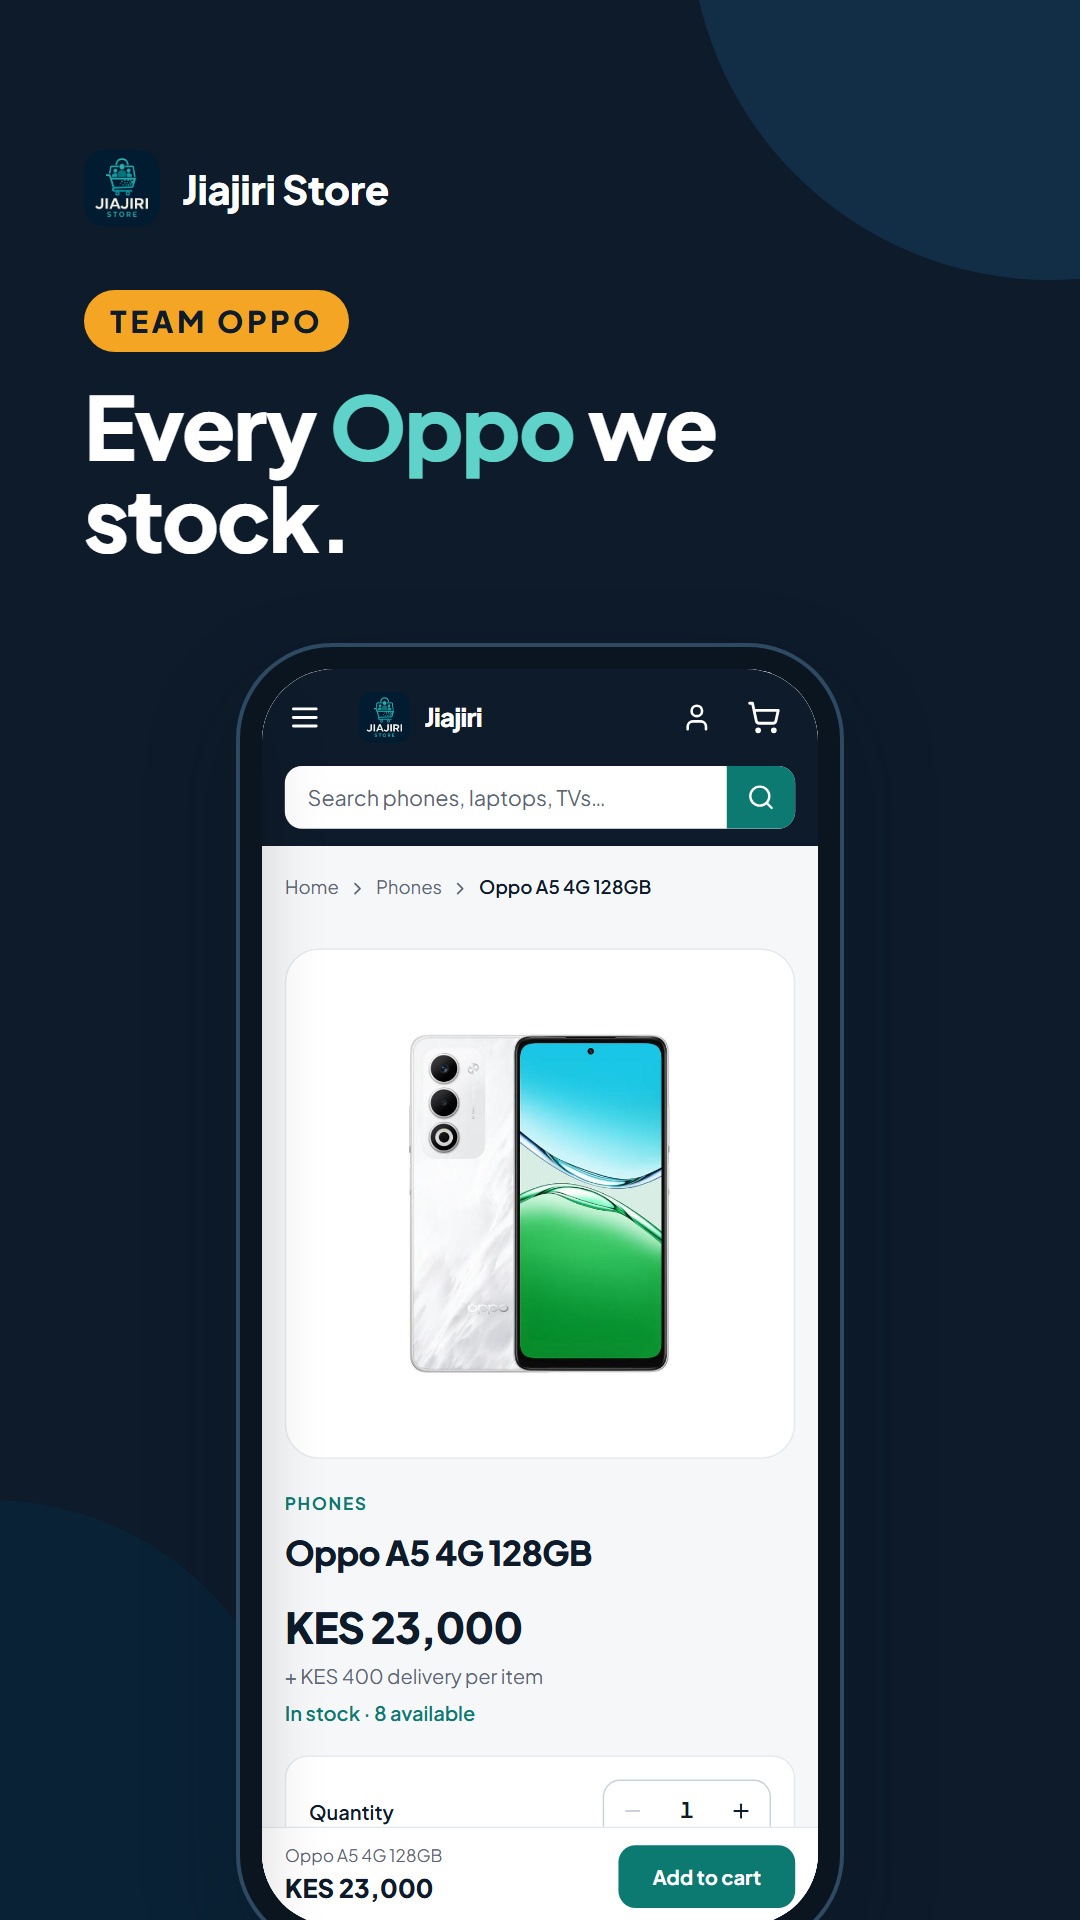 JIAJIRI
STORE
Jiajiri Store
TEAM OPPO
Every Oppo we
stock.
JIAJIRI
STORE
Jiajiri
Search phones, laptops, TVs...
Home > Phones > Oppo A5 4G 128GB
oppo
PHONES
Oppo A5 4G 128GB
KES 23,000
+ KES 400 delivery per item
In stock · 8 available
Quantity
− 1 +
Oppo A5 4G 128GB
KES 23,000
Add to cart